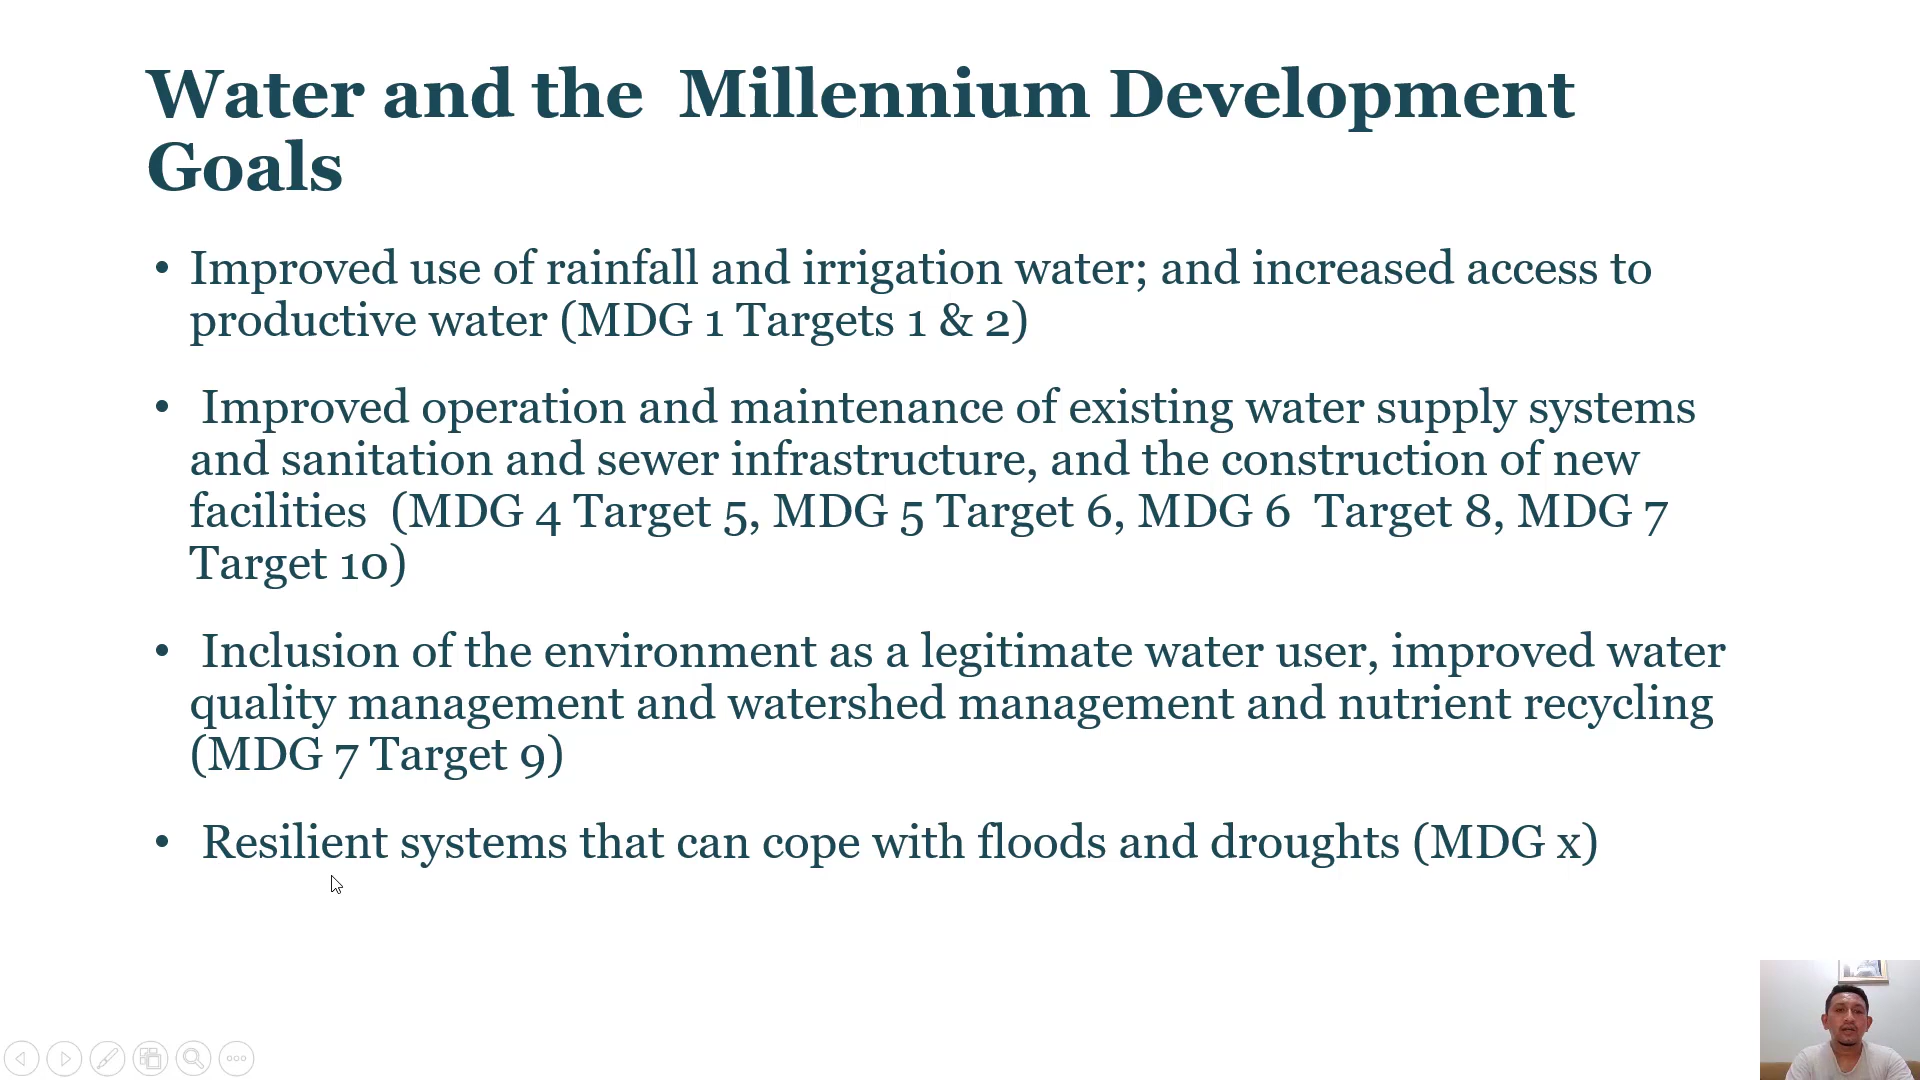 Water and the  Millennium Development
Goals
• Improved use of rainfall and irrigation water; and increased access to
productive water (MDG 1 Targets 1 & 2)
•  Improved operation and maintenance of existing water supply systems
and sanitation and sewer infrastructure, and the construction of new
facilities  (MDG 4 Target 5, MDG 5 Target 6, MDG 6  Target 8, MDG 7
Target 10)
•  Inclusion of the environment as a legitimate water user, improved water
quality management and watershed management and nutrient recycling
(MDG 7 Target 9)
•  Resilient systems that can cope with floods and droughts (MDG x)